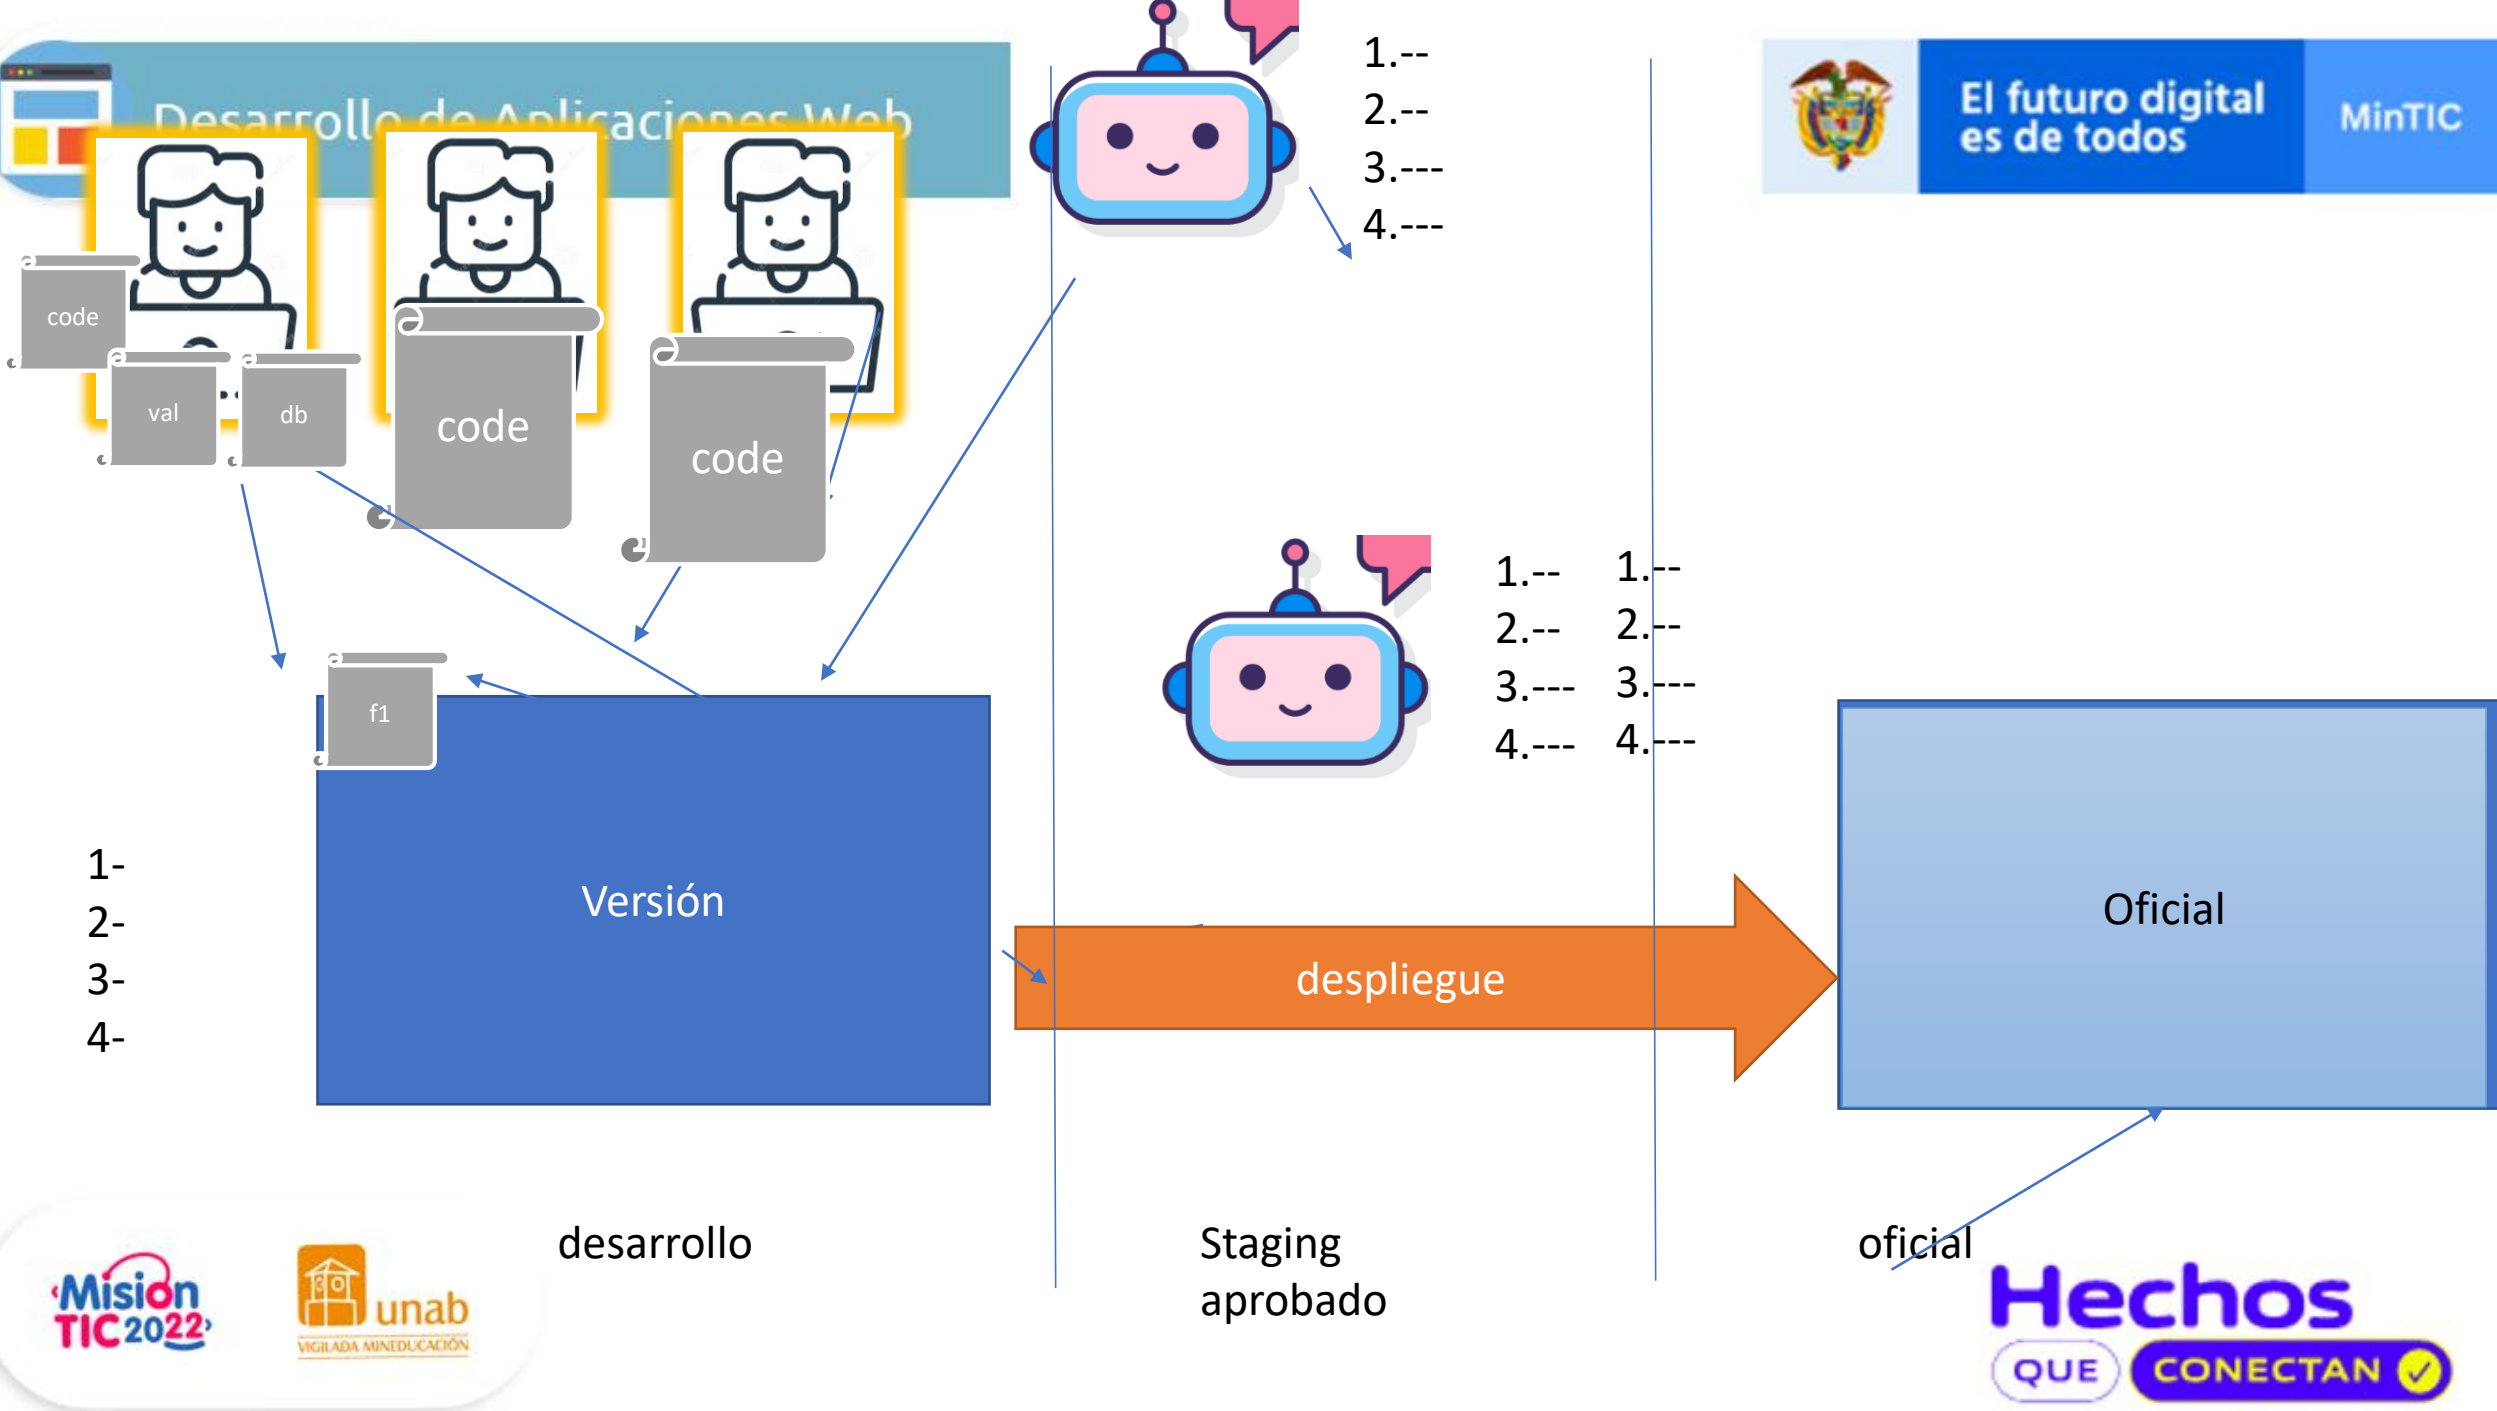 Desarrollo de Aplicaciones Web
1.--
2.--
3.---
4.---
El futuro digital
es de todos
MinTIC
code
val
db
code
code
1.--
2.--
3.---
4.---
1.--
2.--
3.---
4.---
f1
1-
2-
3-
4-
Versión
despliegue
Oficial
desarrollo
Staging
aprobado
oficial
‹Misión
TIC 2022›
unab
VIGILADA MINEDUCACIÓN
Hechos
QUE CONECTAN